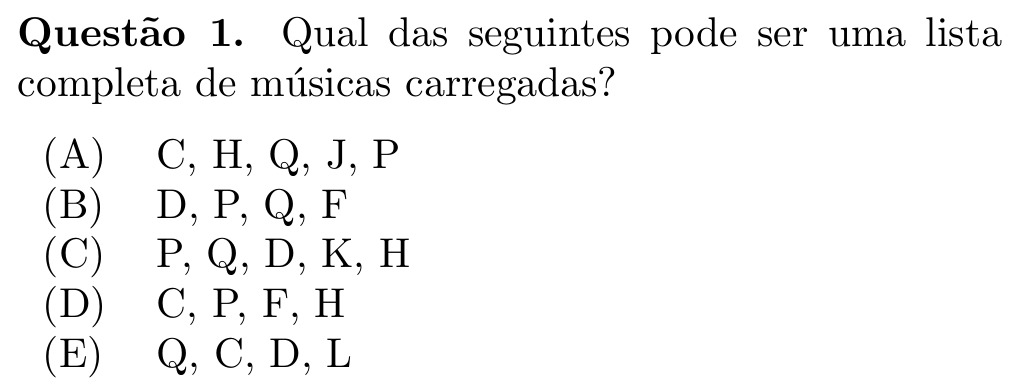 Questão 1. Qual das seguintes pode ser uma lista
completa de músicas carregadas?
(A) C, H, Q, J, P
(B) D, P, Q, F
(C) P, Q, D, K, H
(D) C, P, F, H
(E) Q, C, D, L